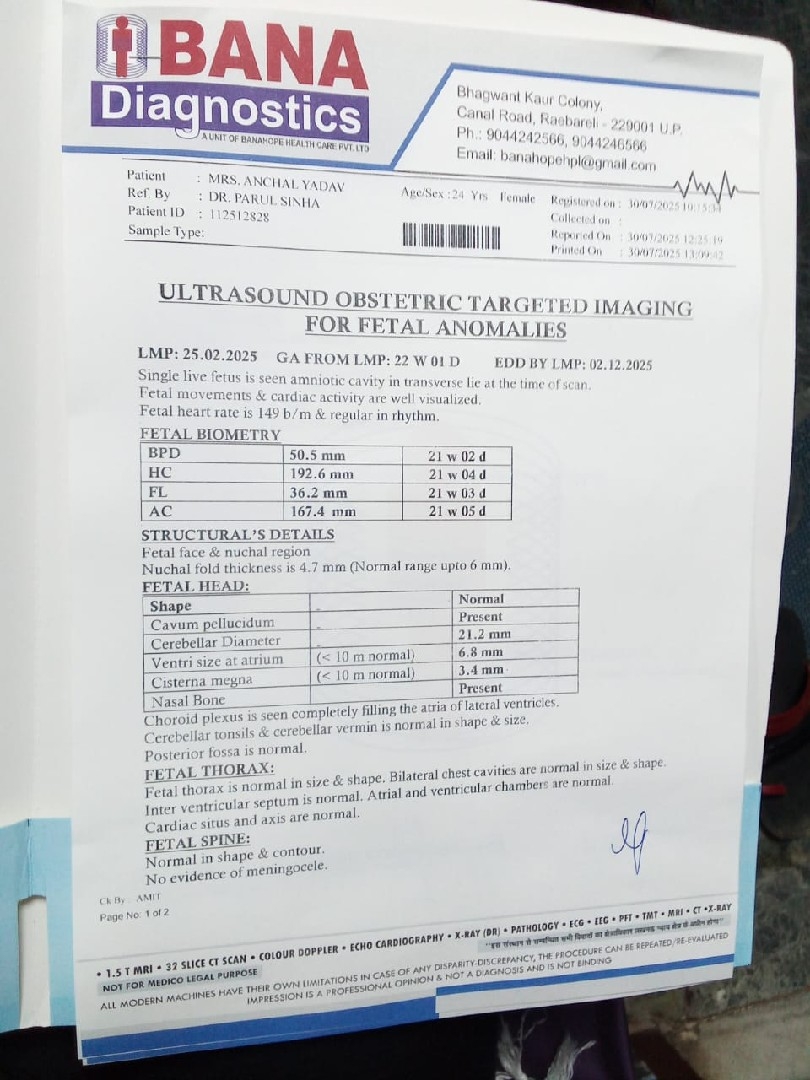 BANA
Diagnostics
A UNIT OF BANAHOPE HEALTH CARE PVT. LTD
Bhagwant Kaur Colony,
Canal Road, Raebareli - 229001 U.P.
Ph.: 9044242566, 9044246566
Email: banahopehpl@gmail.com
Patient : MRS. ANCHAL YADAV
Ref. By : DR. PARUL SINHA
Patient ID : 112512828
Sample Type:
Age/Sex :24 Yrs Female
Registered on : 30/07/2025 10:15:34
Collected on :
Reported On : 30/07/2025 12:25:19
Printed On : 30/07/2025 13:09:42
ULTRASOUND OBSTETRIC TARGETED IMAGING
FOR FETAL ANOMALIES
LMP: 25.02.2025 GA FROM LMP: 22 W 01 D EDD BY LMP: 02.12.2025
Single live fetus is seen amniotic cavity in transverse lie at the time of scan.
Fetal movements & cardiac activity are well visualized.
Fetal heart rate is 149 b/m & regular in rhythm.
FETAL BIOMETRY
BPD 50.5 mm 21 w 02 d
HC 192.6 mm 21 w 04 d
FL 36.2 mm 21 w 03 d
AC 167.4 mm 21 w 05 d
STRUCTURAL'S DETAILS
Fetal face & nuchal region
Nuchal fold thickness is 4.7 mm (Normal range upto 6 mm).
FETAL HEAD:
Shape - Normal
Cavum pellucidum - Present
Cerebellar Diameter 21.2 mm
Ventri size at atrium (< 10 m normal) 6.8 mm
Cisterna megna (< 10 m normal) 3.4 mm
Nasal Bone Present
Choroid plexus is seen completely filling the atria of lateral ventricles.
Cerebellar tonsils & cerebellar vermin is normal in shape & size.
Posterior fossa is normal.
FETAL THORAX:
Fetal thorax is normal in size & shape. Bilateral chest cavities are normal in size & shape.
Inter ventricular septum is normal. Atrial and ventricular chambers are normal.
Cardiac situs and axis are normal.
FETAL SPINE:
Normal in shape & contour.
No evidence of meningocele.
Ck By : AMIT
Page No: 1 of 2
• 1.5 T MRI • 32 SLICE CT SCAN • COLOUR DOPPLER • ECHO CARDIOGRAPHY • X-RAY (DR) • PATHOLOGY • ECG • EEG • PFT • TMT • MRI • CT •X-RAY
NOT FOR MEDICO LEGAL PURPOSE
ALL MODERN MACHINES HAVE THEIR OWN LIMITATIONS IN CASE OF ANY DISPARITY-DISCREPANCY, THE PROCEDURE CAN BE REPEATED/RE-EVALUATED
IMPRESSION IS A PROFESSIONAL OPINION & NOT A DIAGNOSIS AND IS NOT BINDING